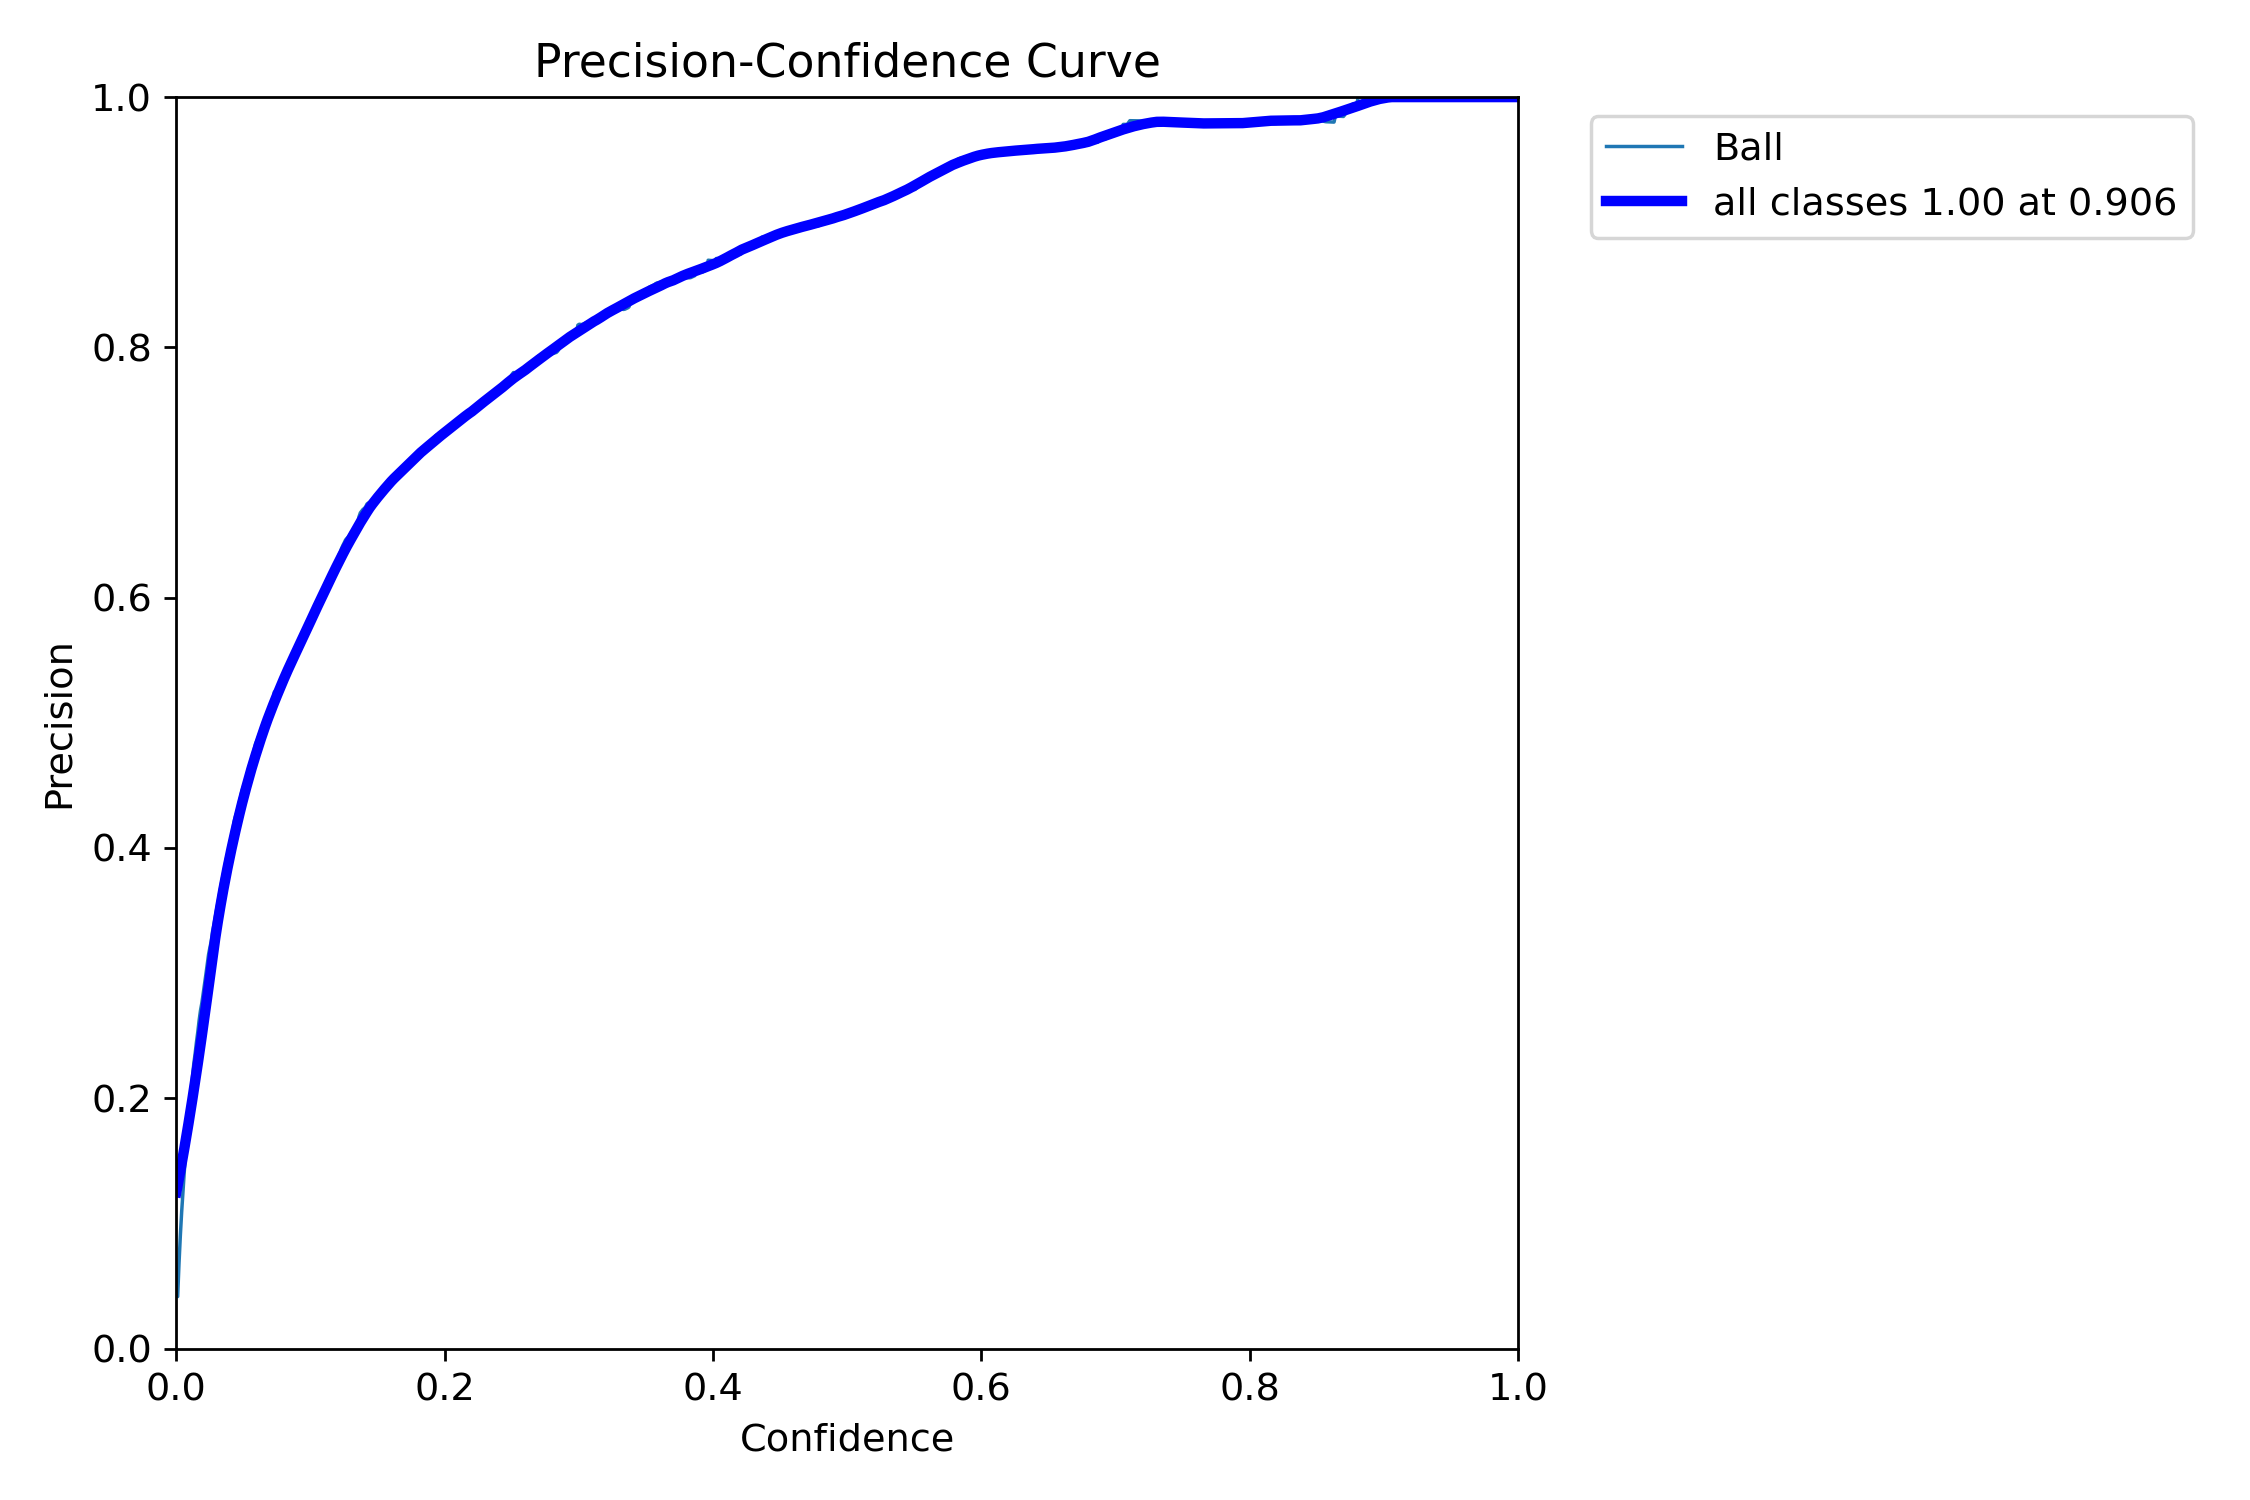 Precision-Confidence Curve
1.0
0.8
0.6
0.4
0.2
0.0
Precision
0.0 0.2 0.4 0.6 0.8 1.0
Confidence
Ball
all classes 1.00 at 0.906